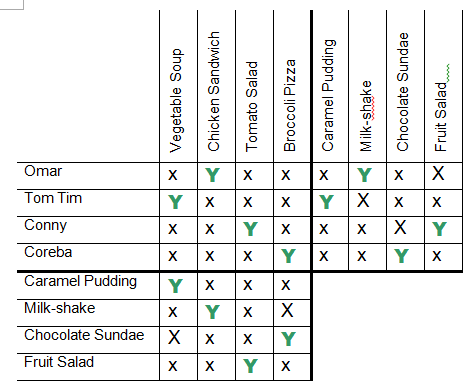 Vegetable Soup
Chicken Sandwich
Tomato Salad
Broccoli Pizza
Caramel Pudding
Milk-shake
Chocolate Sundae
Fruit Salad
Omar x Y x x x Y x X
Tom Tim Y x x x Y X x x
Conny x x Y x x x X Y
Coreba x x x Y x x Y x
Caramel Pudding Y x x x
Milk-shake x Y x X
Chocolate Sundae X x x Y
Fruit Salad x x Y x